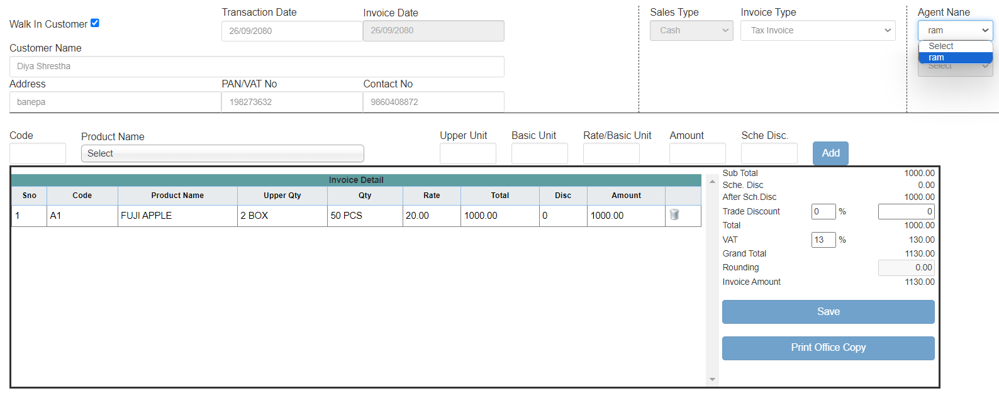 Walk In Customer
Transaction Date
Invoice Date
26/09/2080
26/09/2080
Sales Type
Invoice Type
Agent Nane
Cash
Tax Invoice
ram
Select
ram
Select
Customer Name
Diya Shrestha
Address
PAN/VAT No
Contact No
banepa
198273632
9860408872
Code
Product Name
Upper Unit
Basic Unit
Rate/Basic Unit
Amount
Sche Disc.
Select
Add
Invoice Detail
Sno Code Product Name Upper Qty Qty Rate Total Disc Amount
1 A1 FUJI APPLE 2 BOX 50 PCS 20.00 1000.00 0 1000.00
Sub Total 1000.00
Sche. Disc 0.00
After Sch.Disc 1000.00
Trade Discount 0 % 0
Total 1000.00
VAT 13 % 130.00
Grand Total 1130.00
Rounding 0.00
Invoice Amount 1130.00
Save
Print Office Copy